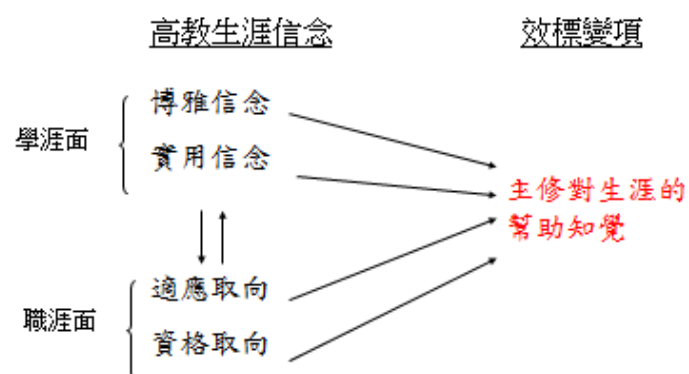 高教生涯信念
效標變項
博雅信念
學涯面
實用信念
主修對生涯的
幫助知覺
適應取向
職涯面
資格取向